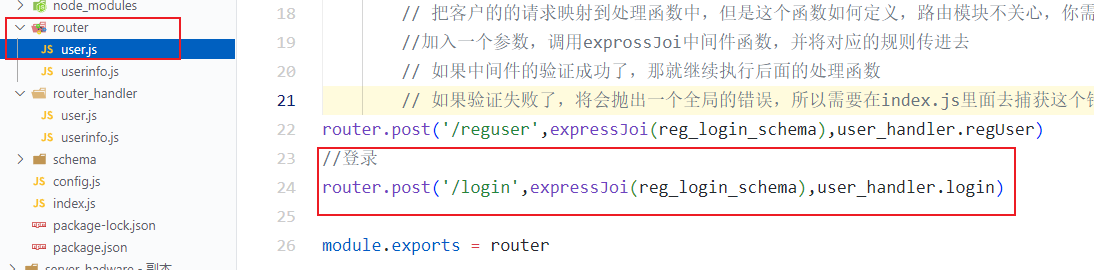 node_modules
router
JS user.js
JS userinfo.js
router_handler
JS user.js
JS userinfo.js
schema
JS config.js
JS index.js
package-lock.json
package.json
server_hadware - 副本
18 // 把客户的的请求映射到处理函数中，但是这个函数如何定义，路由模块不关心，你需
19 //加入一个参数，调用exprossJoi中间件函数，并将对应的规则传进去
20 // 如果中间件的验证成功了，那就继续执行后面的处理函数
21 // 如果验证失败了，将会抛出一个全局的错误，所以需要在index.js里面去捕获这个错
22 router.post('/reguser',expressJoi(reg_login_schema),user_handler.regUser)
23 //登录
24 router.post('/login',expressJoi(reg_login_schema),user_handler.login)
25
26 module.exports = router